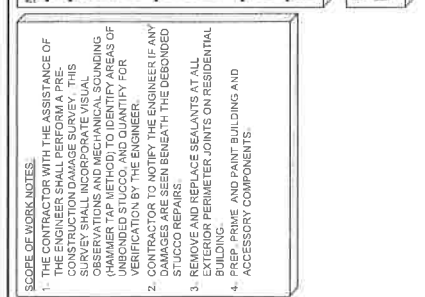 SCOPE OF WORK NOTES:
1. THE CONTRACTOR WITH THE ASSISTANCE OF
THE ENGINEER SHALL PERFORM A PRE-
CONSTRUCTION DAMAGE SURVEY. THIS
SURVEY SHALL INCORPORATE VISUAL
OBSERVATIONS AND MECHANICAL SOUNDING
(HAMMER TAP METHOD) TO IDENTIFY AREAS OF
UNBONDED STUCCO, AND QUANTIFY FOR
VERIFICATION BY THE ENGINEER.
2. CONTRACTOR TO NOTIFY THE ENGINEER IF ANY
DAMAGES ARE SEEN BENEATH THE DEBONDED
STUCCO REPAIRS.
3. REMOVE AND REPLACE SEALANTS AT ALL
EXTERIOR PERIMETER JOINTS ON RESIDENTIAL
BUILDING.
4. PREP, PRIME AND PAINT BUILDING AND
ACCESSORY COMPONENTS.